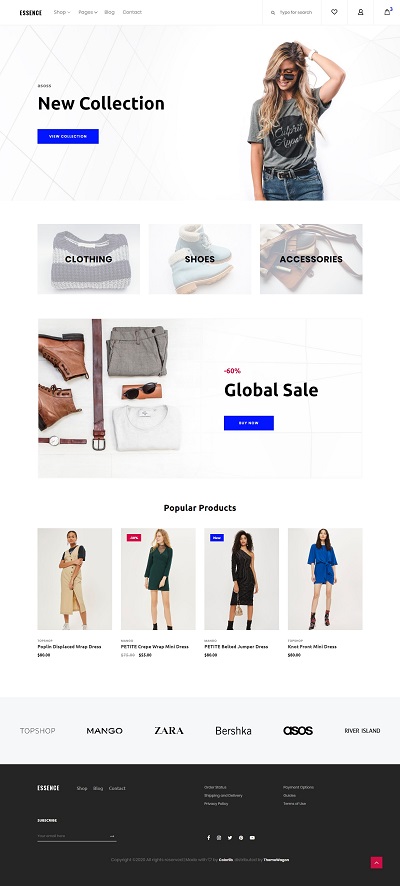 ESSENCE Shop Pages Blog Contact Type for search 3
asoss
New Collection
VIEW COLLECTION
CLOTHING SHOES ACCESSORIES
-60%
Global Sale
BUY NOW
Popular Products
New
TOPSHOP MANGO MANGO TOPSHOP
Poplin Displaced Wrap Dress PETITE Crepe Wrap Mini Dress PETITE Belted Jumper Dress Knot Front Mini Dress
$80.00 $75.00 $55.00 $80.00 $80.00
TOPSHOP MANGO ZARA Bershka asos RIVER ISLAND
ESSENCE Shop Blog Contact Order Status Payment Options
Shipping and Delivery Guides
Privacy Policy Terms of Use
SUBSCRIBE
Your email here
Copyright ©2020 All rights reserved | Made with by Colorlib, distributed by ThemeWagon